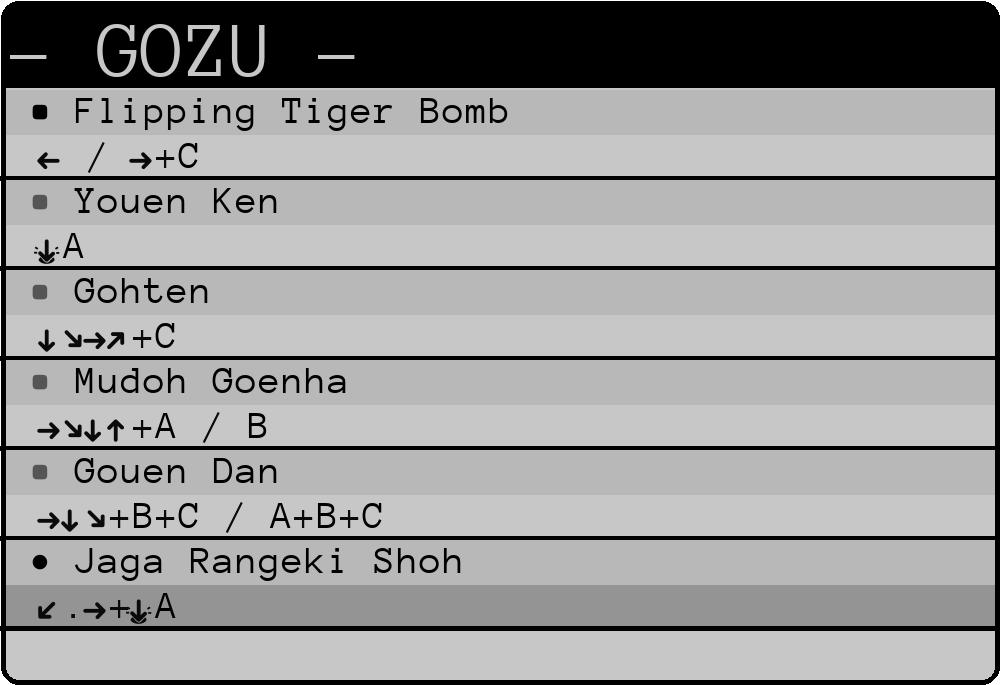 — GOZU —
■ Flipping Tiger Bomb
← / →+C
■ Youen Ken
↓A
■ Gohten
↓↘→↗+C
■ Mudoh Goenha
→↘↓↑+A / B
■ Gouen Dan
→↓↘+B+C / A+B+C
● Jaga Rangeki Shoh
↙.→+↓A